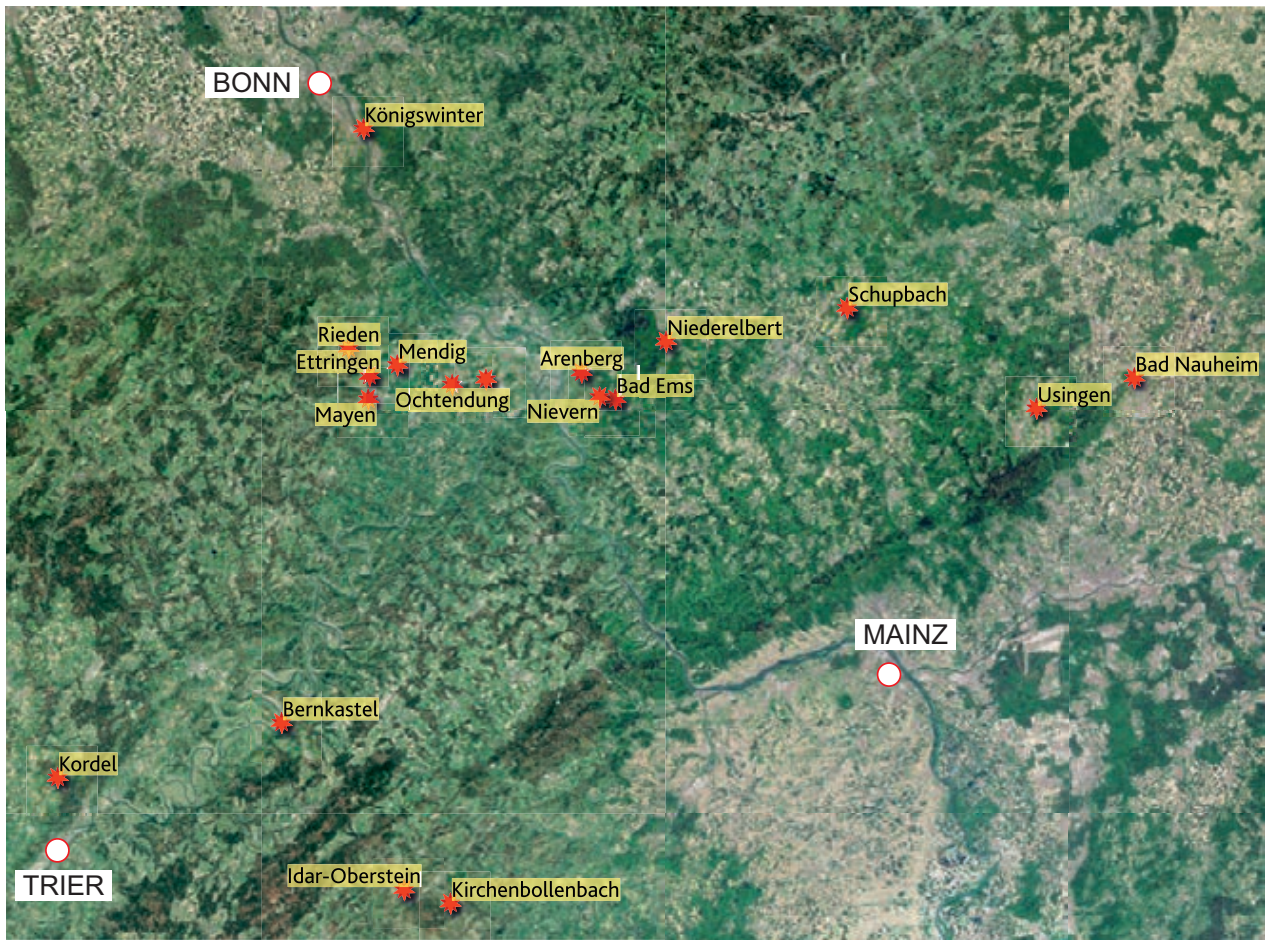 BONN
Königswinter
Schupbach
Rieden
Niederelbert
Mendig
Ettringen
Arenberg
Bad Nauheim
Bad Ems
Usingen
Ochtendung
Mayen
Nievern
MAINZ
Bernkastel
Kordel
TRIER
Idar-Oberstein
Kirchenbollenbach